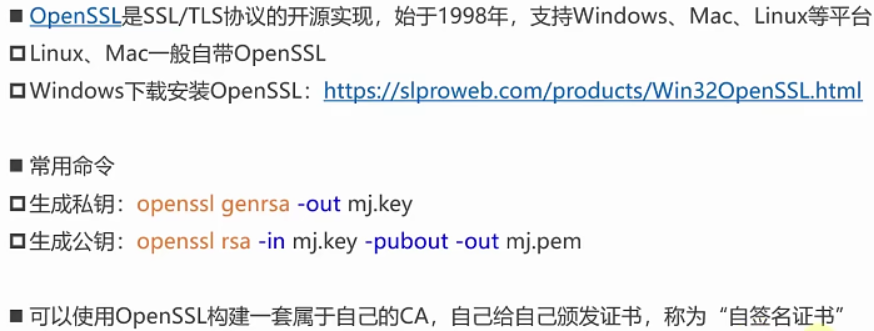 ■ OpenSSL是SSL/TLS协议的开源实现，始于1998年，支持Windows、Mac、Linux等平台
□ Linux、Mac一般自带OpenSSL
□ Windows下载安装OpenSSL：https://slproweb.com/products/Win32OpenSSL.html
■ 常用命令
□ 生成私钥：openssl genrsa -out mj.key
□ 生成公钥：openssl rsa -in mj.key -pubout -out mj.pem
■ 可以使用OpenSSL构建一套属于自己的CA，自己给自己颁发证书，称为“自签名证书”